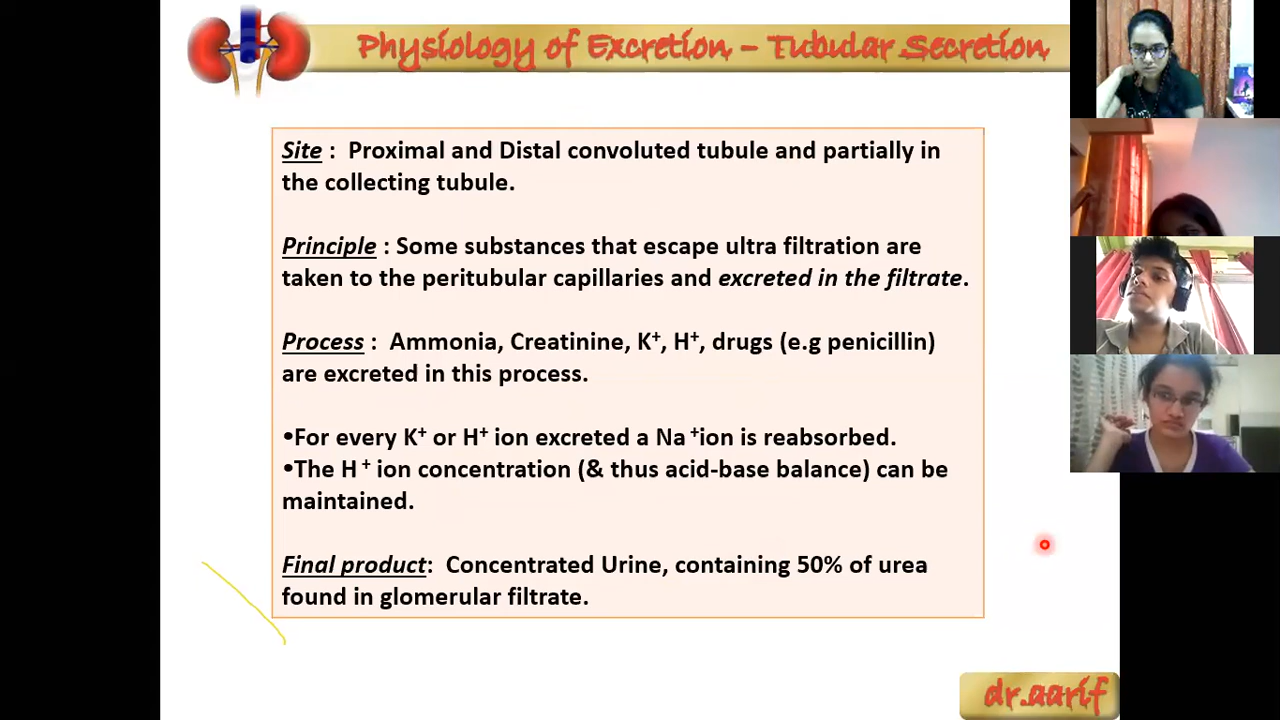 Physiology of Excretion – Tubular Secretion
Site : Proximal and Distal convoluted tubule and partially in
the collecting tubule.
Principle : Some substances that escape ultra filtration are
taken to the peritubular capillaries and excreted in the filtrate.
Process : Ammonia, Creatinine, K⁺, H⁺, drugs (e.g penicillin)
are excreted in this process.
•For every K⁺ or H⁺ ion excreted a Na ⁺ion is reabsorbed.
•The H ⁺ ion concentration (& thus acid-base balance) can be
maintained.
Final product: Concentrated Urine, containing 50% of urea
found in glomerular filtrate.
dr.aarif